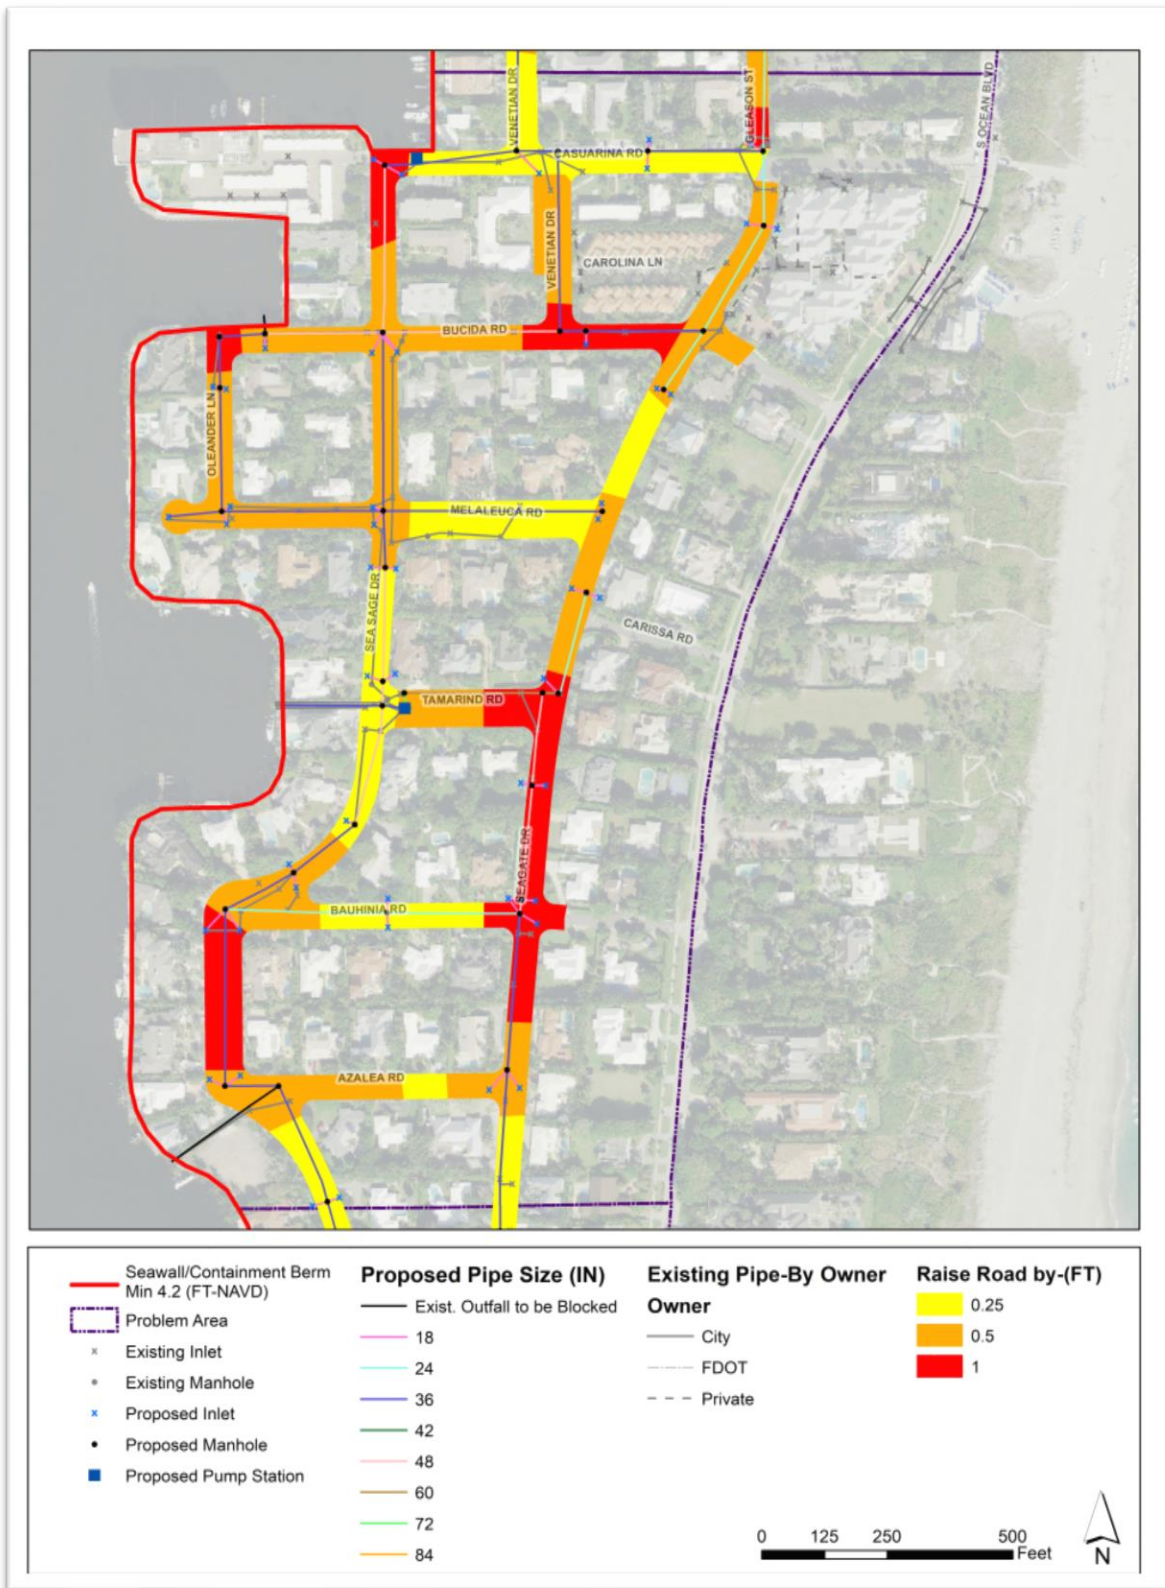 VENETIAN DR
GLEASON ST
S OCEAN BLVD
CASUARINA RD
VENETIAN DR
CAROLINA LN
BUCIDA RD
OLEANDER LN
MELALEUCA RD
SEA SAGE DR
CARISSA RD
TAMARIND RD
SEAGATE DR
BAUHINIA RD
AZALEA RD
Seawall/Containment Berm
Min 4.2 (FT-NAVD)
Problem Area
Existing Inlet
Existing Manhole
Proposed Inlet
Proposed Manhole
Proposed Pump Station
Proposed Pipe Size (IN)
Exist. Outfall to be Blocked
18
24
36
42
48
60
72
84
Existing Pipe-By Owner
Owner
City
FDOT
Private
Raise Road by-(FT)
0.25
0.5
1
0 125 250 500
Feet
N